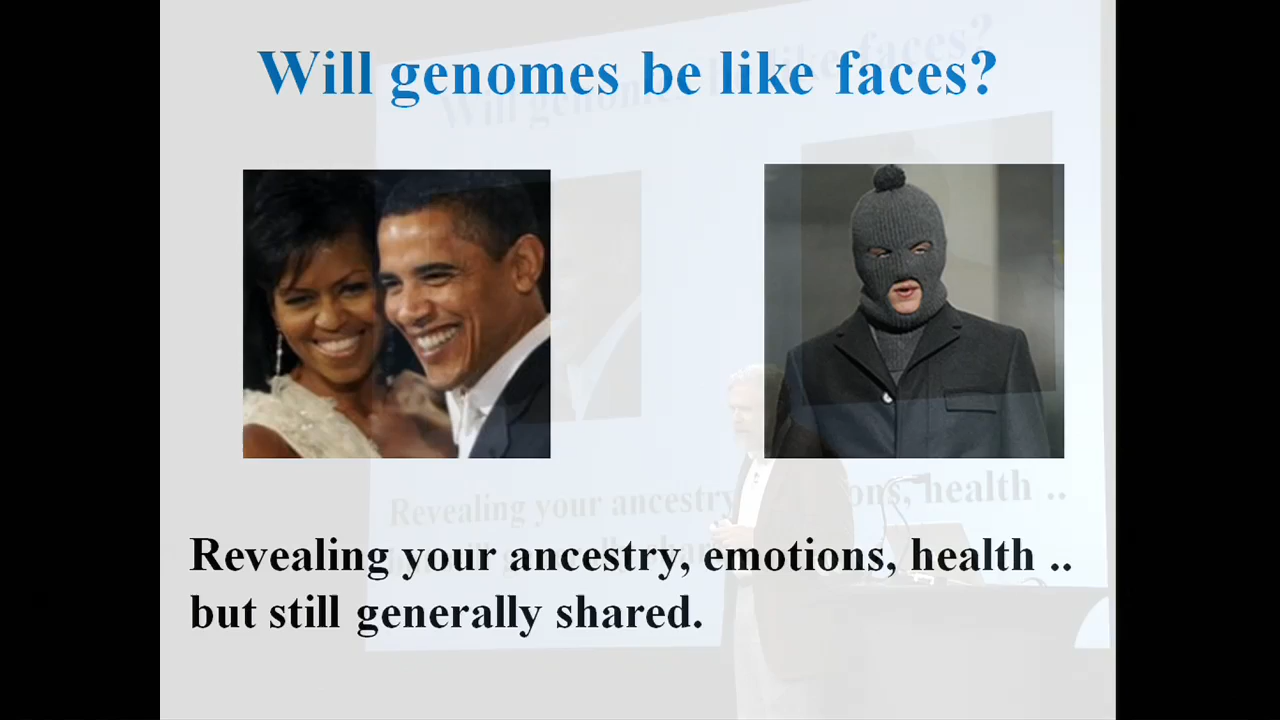 Will genomes be like faces?
Revealing your ancestry, emotions, health ..
but still generally shared.